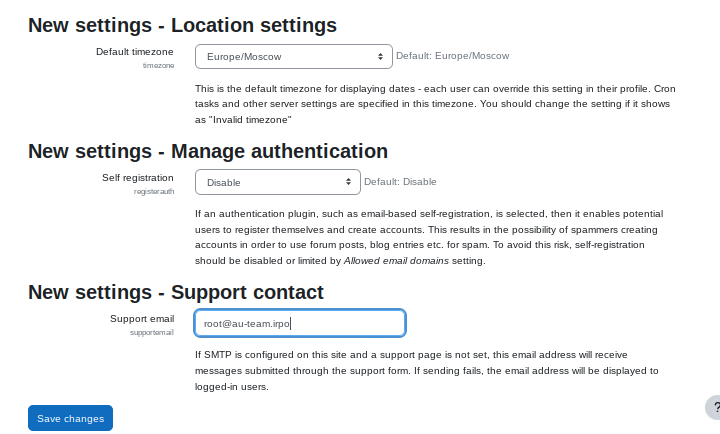 New settings - Location settings
Default timezone
timezone
Europe/Moscow
Default: Europe/Moscow
This is the default timezone for displaying dates - each user can override this setting in their profile. Cron
tasks and other server settings are specified in this timezone. You should change the setting if it shows
as "Invalid timezone"
New settings - Manage authentication
Self registration
registerauth
Disable
Default: Disable
If an authentication plugin, such as email-based self-registration, is selected, then it enables potential
users to register themselves and create accounts. This results in the possibility of spammers creating
accounts in order to use forum posts, blog entries etc. for spam. To avoid this risk, self-registration
should be disabled or limited by Allowed email domains setting.
New settings - Support contact
Support email
supportemail
root@au-team.irpo
If SMTP is configured on this site and a support page is not set, this email address will receive
messages submitted through the support form. If sending fails, the email address will be displayed to
logged-in users.
Save changes
?